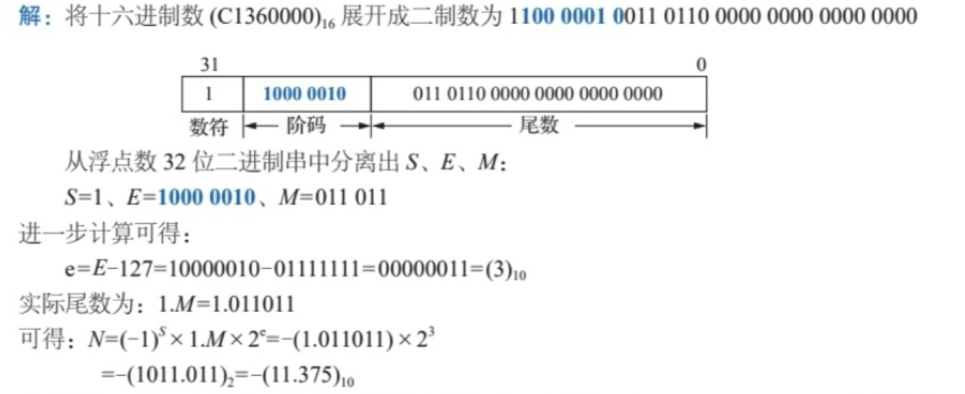 解：将十六进制数 (C1360000)₁₆ 展开成二制数为 1100 0001 0011 0110 0000 0000 0000 0000
31 0
1 1000 0010 011 0110 0000 0000 0000 0000
数符 阶码 尾数
从浮点数 32 位二进制串中分离出 S、E、M：
S=1、E=1000 0010、M=011 011
进一步计算可得：
e=E−127=10000010−01111111=00000011=(3)₁₀
实际尾数为：1.M=1.011011
可得：N=(−1)ˢ×1.M×2ᵉ=−(1.011011)×2³
=−(1011.011)₂=−(11.375)₁₀